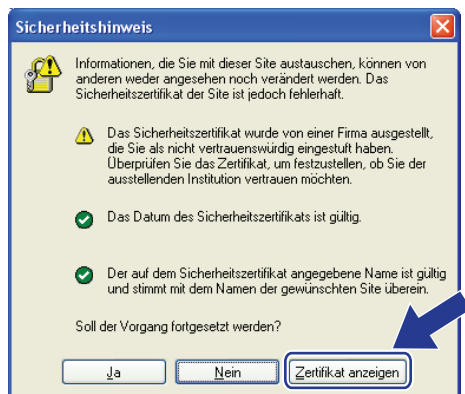 Sicherheitshinweis
Informationen, die Sie mit dieser Site austauschen, können von
anderen weder angesehen noch verändert werden. Das
Sicherheitszertifikat der Site ist jedoch fehlerhaft.
Das Sicherheitszertifikat wurde von einer Firma ausgestellt,
die Sie als nicht vertrauenswürdig eingestuft haben.
Überprüfen Sie das Zertifikat, um festzustellen, ob Sie der
ausstellenden Institution vertrauen möchten.
Das Datum des Sicherheitszertifikats ist gültig.
Der auf dem Sicherheitszertifikat angegebene Name ist gültig
und stimmt mit dem Namen der gewünschten Site überein.
Soll der Vorgang fortgesetzt werden?
Ja
Nein
Zertifikat anzeigen